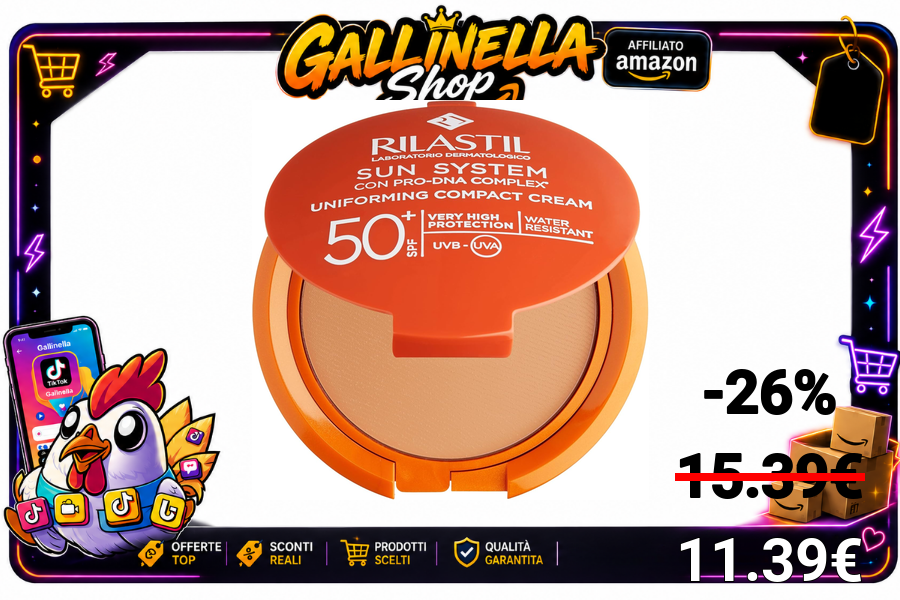 GALLINELLA
Shop
AFFILIATO
amazon
RILASTIL
LABORATORIO DERMATOLOGICO
SUN SYSTEM
CON PRO-DNA COMPLEX®
UNIFORMING COMPACT CREAM
50+
SPF
VERY HIGH
PROTECTION
WATER
RESISTANT
UVB - UVA
Gallinella
TikTok
Gallinella
-26%
15.39€
11.39€
OFFERTE
TOP
SCONTI
REALI
PRODOTTI
SCELTI
QUALITÀ
GARANTITA